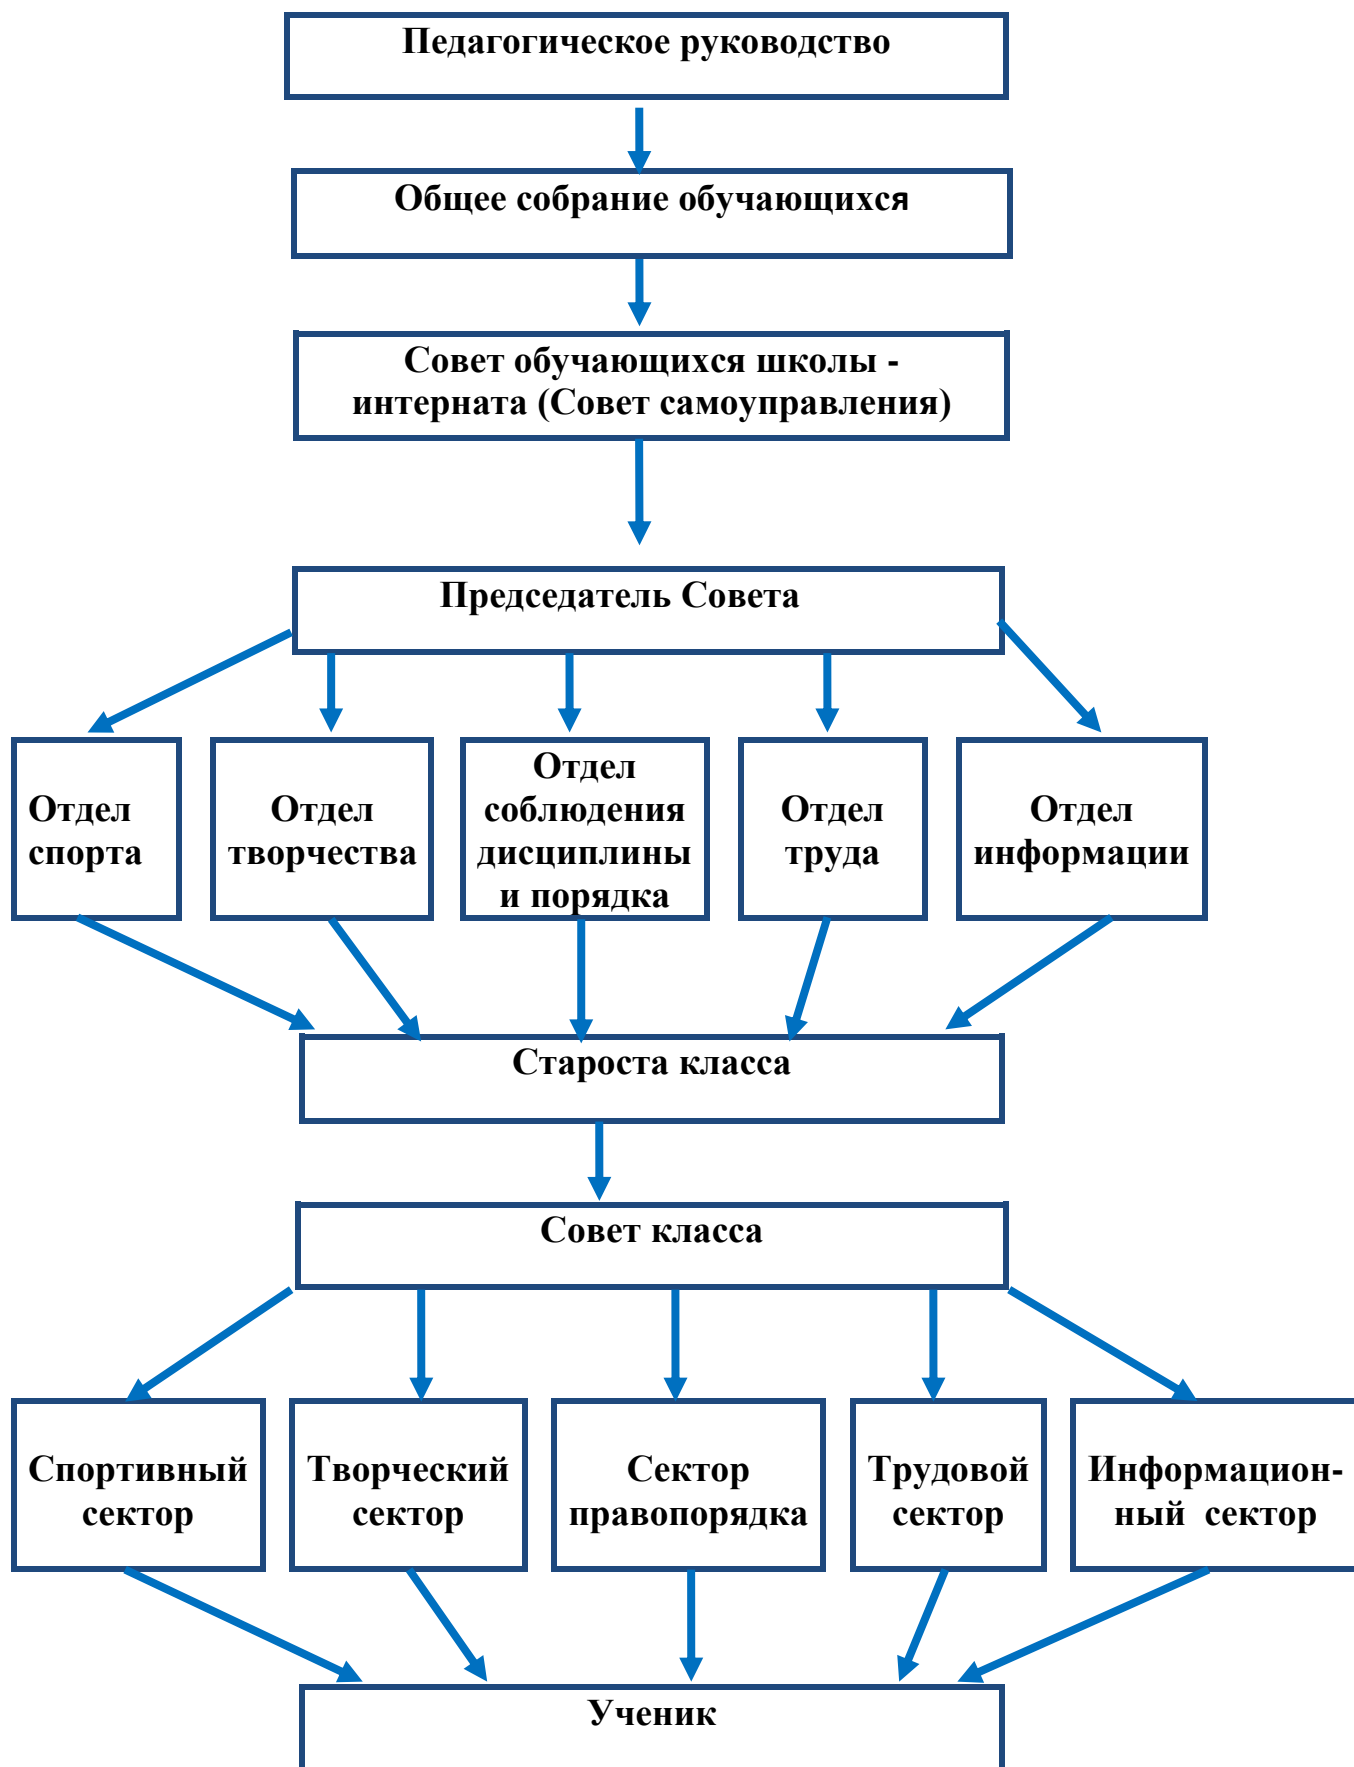 Педагогическое руководство
Общее собрание обучающихся
Совет обучающихся школы -
интерната (Совет самоуправления)
Председатель Совета
Отдел
спорта
Отдел
творчества
Отдел
соблюдения
дисциплины
и порядка
Отдел
труда
Отдел
информации
Староста класса
Совет класса
Спортивный
сектор
Творческий
сектор
Сектор
правопорядка
Трудовой
сектор
Информацион-
ный сектор
Ученик